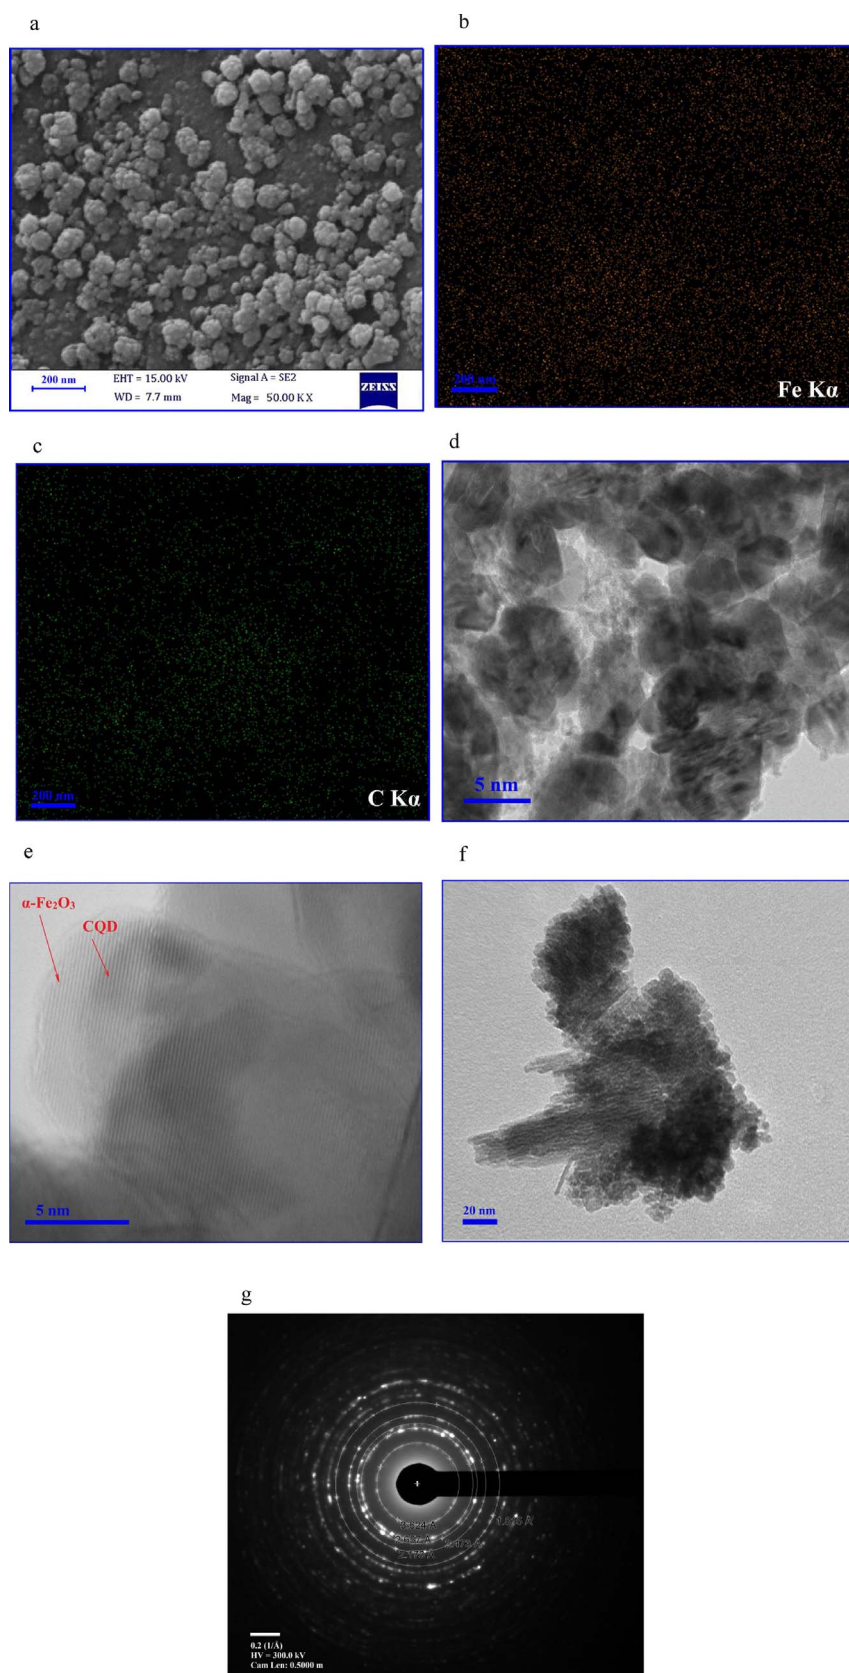 a
b
200 nm
EHT = 15.00 kV
Signal A = SE2
WD = 7.7 mm
Mag = 50.00 K X
ZEISS
200 nm
Fe Kα
c
d
200 nm
C Kα
5 nm
e
f
α-Fe₂O₃
CQD
5 nm
20 nm
g
0.2 (1/Å)
HV = 300.0 kV
Cam Len: 0.5000 m